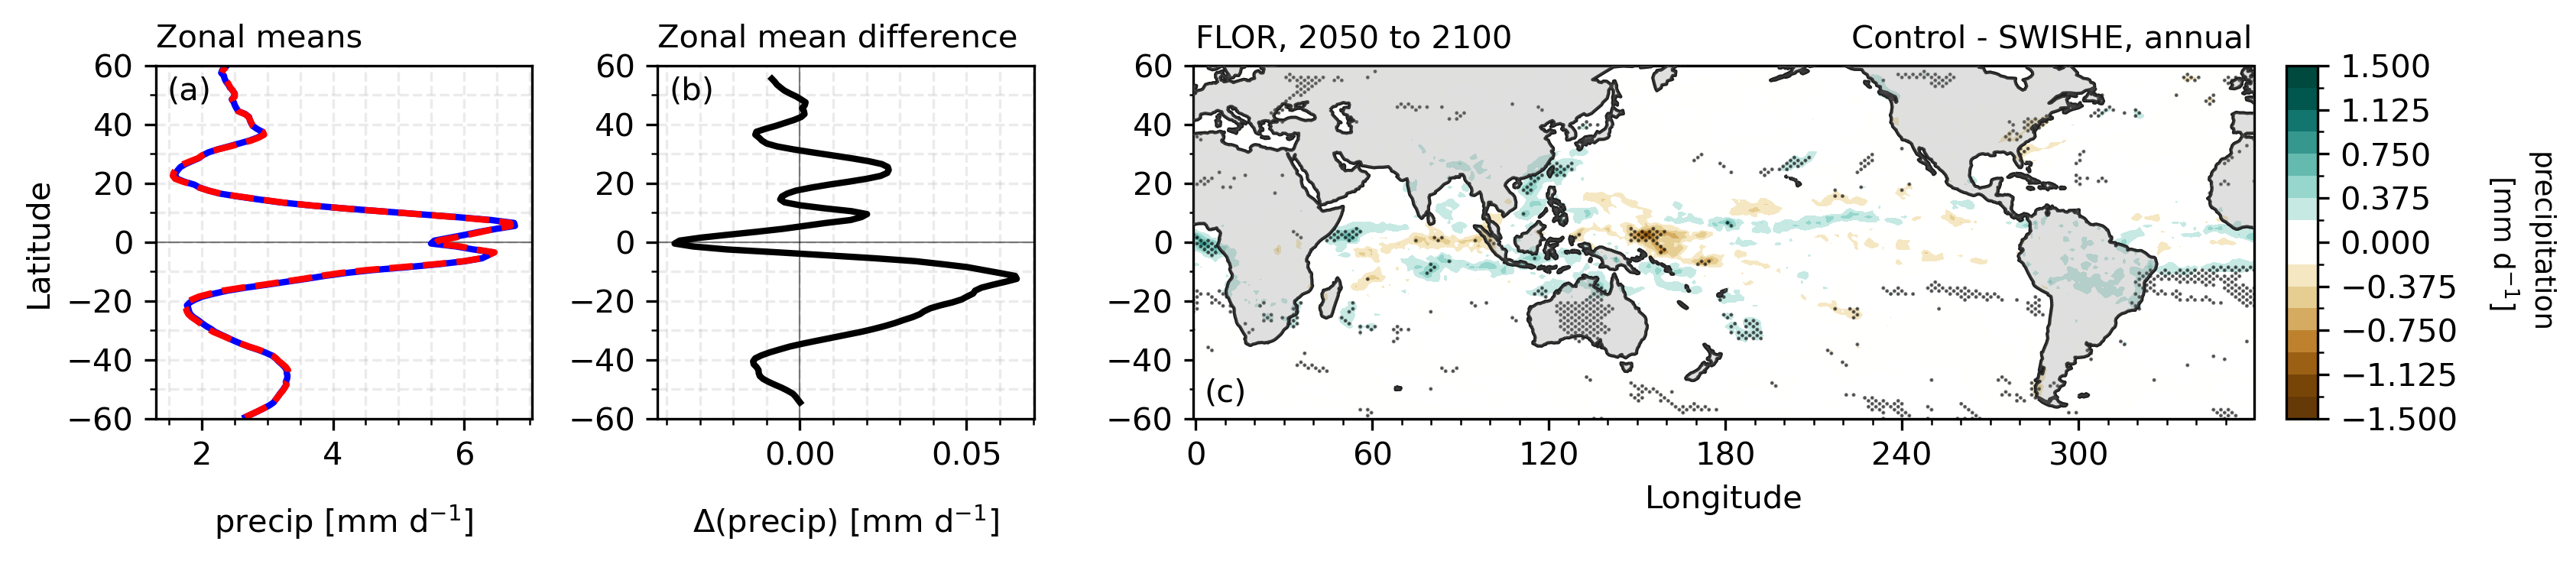 Zonal means
(a)
60
40
20
0
−20
−40
−60
Latitude
2 4 6
precip [mm d⁻¹]
Zonal mean difference
(b)
60
40
20
0
−20
−40
−60
0.00 0.05
Δ(precip) [mm d⁻¹]
FLOR, 2050 to 2100 Control - SWISHE, annual
60
40
20
0
−20
−40
−60
(c)
0 60 120 180 240 300
Longitude
1.500
1.125
0.750
0.375
0.000
−0.375
−0.750
−1.125
−1.500
precipitation
[mm d⁻¹]